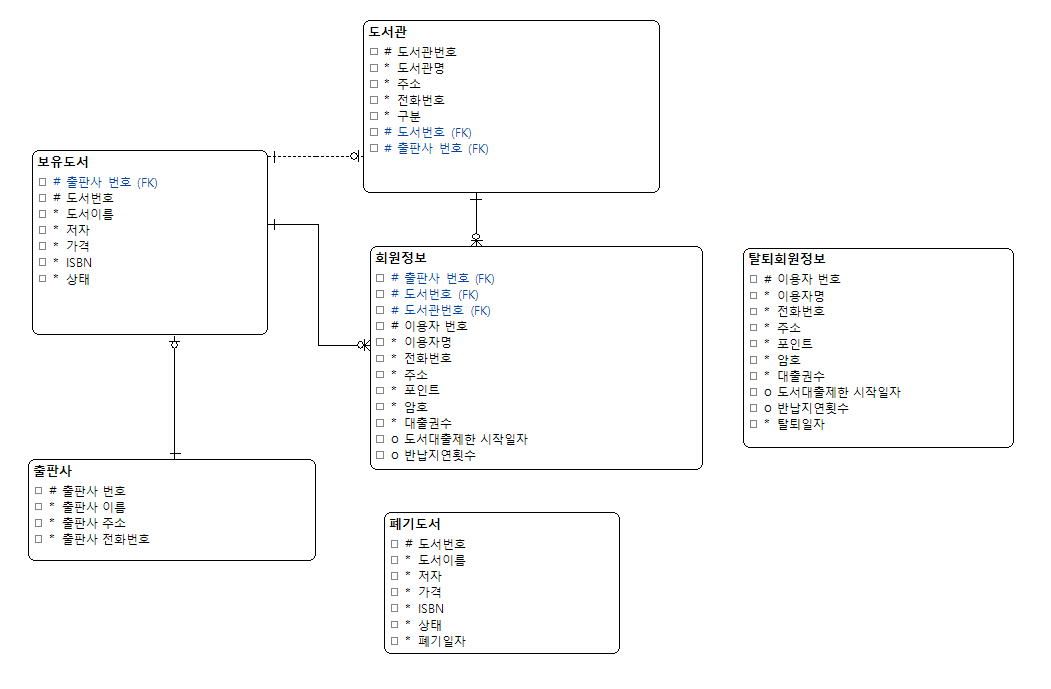 도서관
# 도서관번호
* 도서관명
* 주소
* 전화번호
* 구분
# 도서번호 (FK)
# 출판사 번호 (FK)
보유도서
# 출판사 번호 (FK)
# 도서번호
* 도서이름
* 저자
* 가격
* ISBN
* 상태
회원정보
# 출판사 번호 (FK)
# 도서번호 (FK)
# 도서관번호 (FK)
# 이용자 번호
* 이용자명
* 전화번호
* 주소
* 포인트
* 암호
* 대출권수
o 도서대출제한 시작일자
o 반납지연횟수
탈퇴회원정보
# 이용자 번호
* 이용자명
* 전화번호
* 주소
* 포인트
* 암호
* 대출권수
o 도서대출제한 시작일자
o 반납지연횟수
* 탈퇴일자
출판사
# 출판사 번호
* 출판사 이름
* 출판사 주소
* 출판사 전화번호
폐기도서
# 도서번호
* 도서이름
* 저자
* 가격
* ISBN
* 상태
* 폐기일자